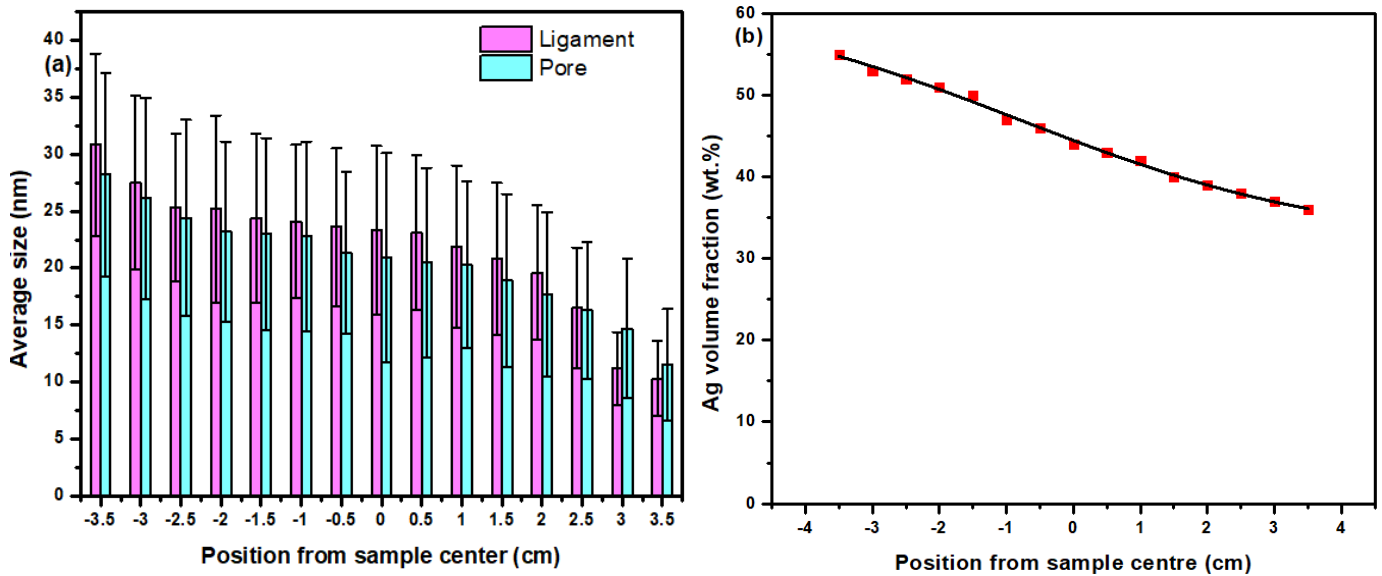 (a)
Ligament
Pore
Average size (nm)
40
35
30
25
20
15
10
5
0
-3.5 -3 -2.5 -2 -1.5 -1 -0.5 0 0.5 1 1.5 2 2.5 3 3.5
Position from sample center (cm)
(b)
Ag volume fraction (wt.%)
60
50
40
30
20
10
0
-4 -3 -2 -1 0 1 2 3 4
Position from sample centre (cm)